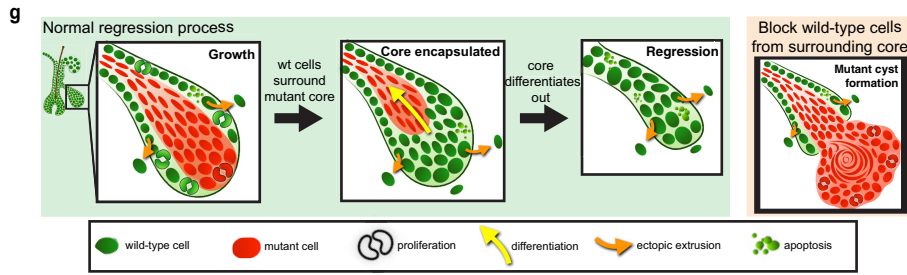 g
Normal regression process
Growth
wt cells
surround
mutant core
Core encapsulated
core
differentiates
out
Regression
Block wild-type cells
from surrounding core
Mutant cyst
formation
wild-type cell
mutant cell
proliferation
differentiation
ectopic extrusion
apoptosis